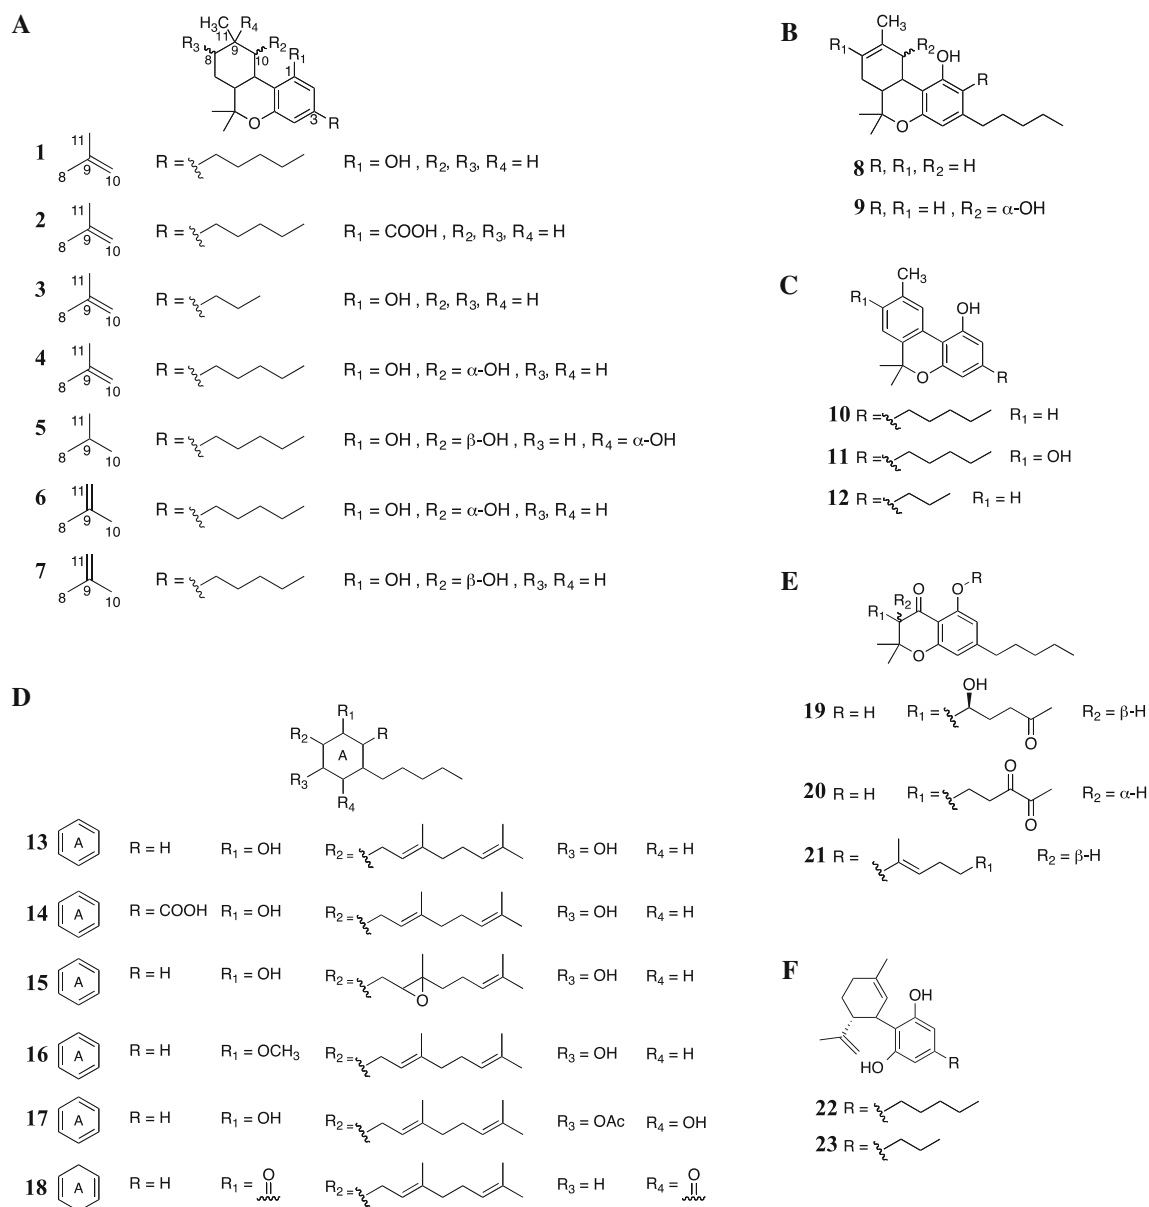 A
H₃C R₄
11
R₃ 9 R₂
8 10 R₁
1
O 3 R
1 11 9 8 10 R = R₁ = OH , R₂, R₃, R₄ = H
2 11 9 8 10 R = R₁ = COOH , R₂, R₃, R₄ = H
3 11 9 8 10 R = R₁ = OH , R₂, R₃, R₄ = H
4 11 9 8 10 R = R₁ = OH , R₂ = α-OH , R₃, R₄ = H
5 11 9 8 10 R = R₁ = OH , R₂ = β-OH , R₃ = H , R₄ = α-OH
6 11 9 8 10 R = R₁ = OH , R₂ = α-OH , R₃, R₄ = H
7 11 9 8 10 R = R₁ = OH , R₂ = β-OH , R₃, R₄ = H
B
CH₃
R₁ R₂ OH
R
O
8 R, R₁, R₂ = H
9 R, R₁ = H , R₂ = α-OH
C
CH₃
R₁ OH
O R
10 R = R₁ = H
11 R = R₁ = OH
12 R = R₁ = H
D
R₁
R₂ R
A
R₃
R₄
13 A R = H R₁ = OH R₂ = R₃ = OH R₄ = H
14 A R = COOH R₁ = OH R₂ = R₃ = OH R₄ = H
15 A R = H R₁ = OH R₂ = O R₃ = OH R₄ = H
16 A R = H R₁ = OCH₃ R₂ = R₃ = OH R₄ = H
17 A R = H R₁ = OH R₂ = R₃ = OAc R₄ = OH
18 A R = H R₁ = O R₂ = R₃ = H R₄ = O
E
R
O O
R₁ R₂
O
19 R = H R₁ = OH O R₂ = β-H
20 R = H R₁ = O O R₂ = α-H
21 R = R₁ R₂ = β-H
F
OH
HO R
22 R =
23 R =